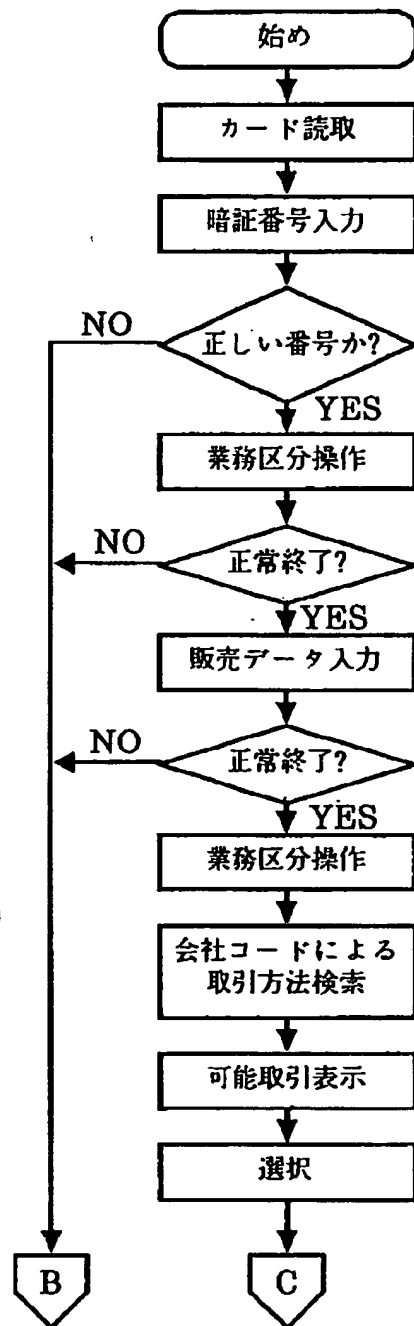 始め
カード読取
暗証番号入力
正しい番号か?
NO
YES
業務区分操作
正常終了?
NO
YES
販売データ入力
正常終了?
NO
YES
業務区分操作
会社コードによる
取引方法検索
可能取引表示
選択
B
C